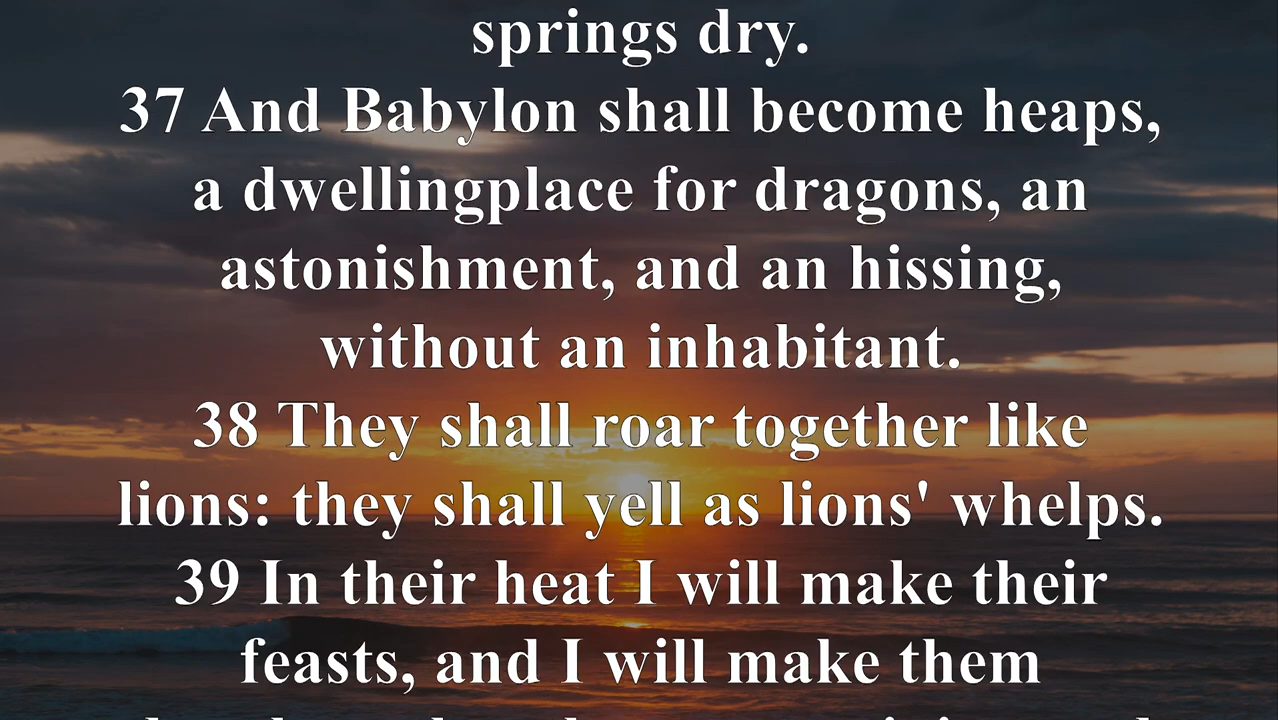 springs dry.
37 And Babylon shall become heaps,
a dwellingplace for dragons, an
astonishment, and an hissing,
without an inhabitant.
38 They shall roar together like
lions: they shall yell as lions' whelps.
39 In their heat I will make their
feasts, and I will make them